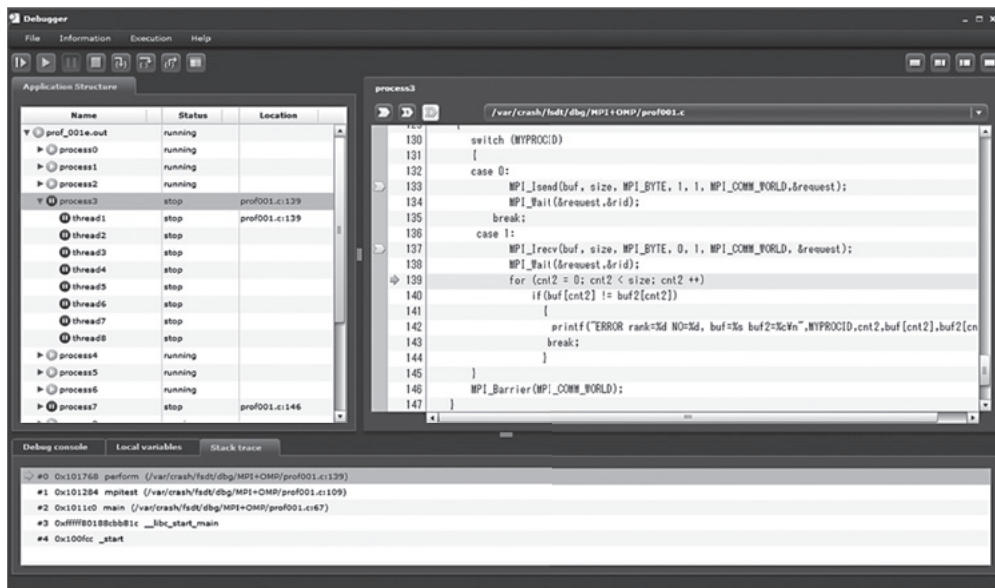 Debugger
File Information Execution Help
Application Structure
Name Status Location
prof_001e.out running
process0 running
process1 running
process2 running
process3 stop prof001.c:139
thread1 stop prof001.c:139
thread2 stop
thread3 stop
thread4 stop
thread5 stop
thread6 stop
thread7 stop
thread8 stop
process4 running
process5 running
process6 running
process7 stop prof001.c:146
process3
/var/crash/fsdt/dbg/MPI+OMP/prof001.c
130 switch (MYPROCID)
131 {
132 case 0:
133 MPI_Isend(buf, size, MPI_BYTE, 1, 1, MPI_COMM_WORLD,&request);
134 MPI_Wait(&request,&rid);
135 break;
136 case 1:
137 MPI_Irecv(buf, size, MPI_BYTE, 0, 1, MPI_COMM_WORLD, &request);
138 MPI_Wait(&request,&rid);
139 for (cnt2 = 0; cnt2 < size; cnt2 ++)
140 if(buf[cnt2] != buf2[cnt2])
141 {
142 printf("ERROR rank=%d NO=%d, buf=%s buf2=%c¥n",MYPROCID,cnt2,buf[cnt2],buf2[cn
143 break;
144 }
145 }
146 MPI_Barrier(MPI_COMM_WORLD);
147 }
Debug console Local variables Stack trace
#0 0x101768 perform (/var/crash/fsdt/dbg/MPI+OMP/prof001.c:139)
#1 0x101284 mpitest (/var/crash/fsdt/dbg/MPI+OMP/prof001.c:109)
#2 0x1011c0 main (/var/crash/fsdt/dbg/MPI+OMP/prof001.c:67)
#3 0xfffff80188cbb81c __libc_start_main
#4 0x100fcc _start